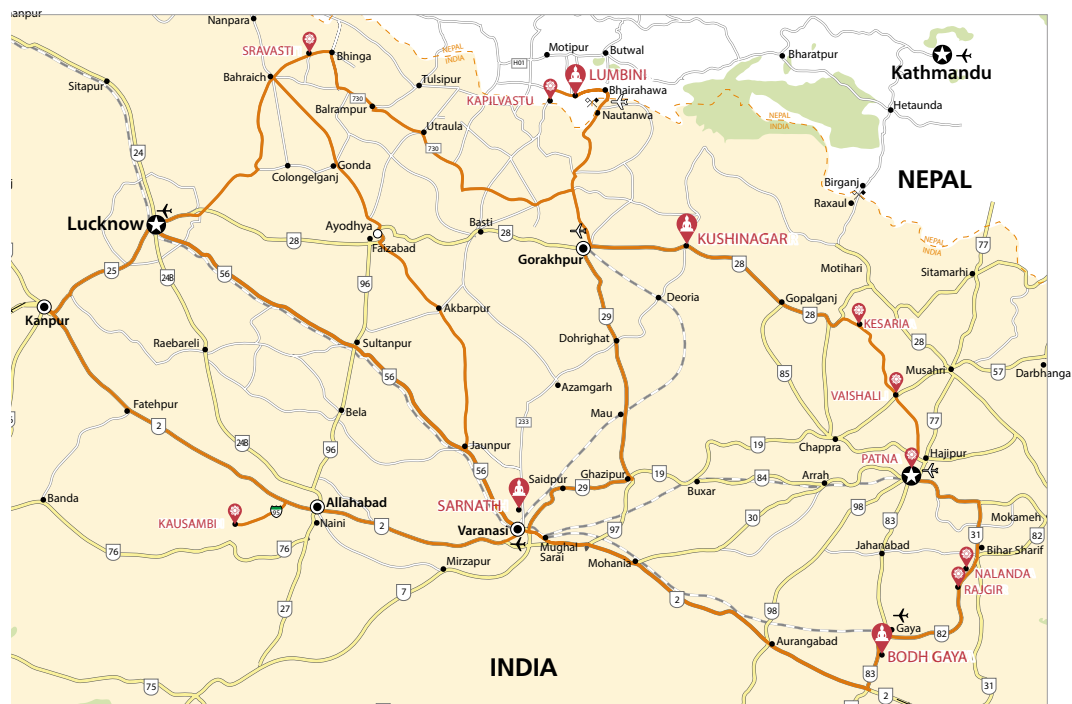 anpur
Nanpara
SRAVASTI
Bhinga
Bahraich
Sitapur
Tulsipur
NEPAL
INDIA
H01
Motipur
Butwal
LUMBINI
KAPILVASTU
Bhairahawa
Nautanwa
Bharatpur
Kathmandu
Hetaunda
730
Balrampur
Utraula
730
NEPAL
INDIA
24
Colongelganj
Gonda
Birganj
Raxaul
NEPAL
Lucknow
28
Ayodhya
Faizabad
Basti
28
Gorakhpur
KUSHINAGAR
28
NEPAL
INDIA
77
Motihari
Sitamarhi
25
24B
56
96
Kanpur
Akbarpur
29
Deoria
Gopalganj
28
KESARIA
Raebareli
Sultanpur
Dohrighat
28
56
85
Musahri
57
Darbhanga
Azamgarh
VAISHALI
Fatehpur
2
Bela
233
Mau
77
24B
96
Jaunpur
19
Chappra
PATNA
Hajipur
56
Saidpur
29
Ghazipur
19
84
Buxar
Arrah
Banda
Allahabad
SARNATH
KAUSAMBI
95
Naini
2
Varanasi
97
30
98
83
Mokameh
31
82
76
76
Mughal
Sarai
Mohania
Jahanabad
Bihar Sharif
Mirzapur
NALANDA
RAJGIR
7
27
2
98
Gaya
82
Aurangabad
BODH GAYA
INDIA
75
83
2
31